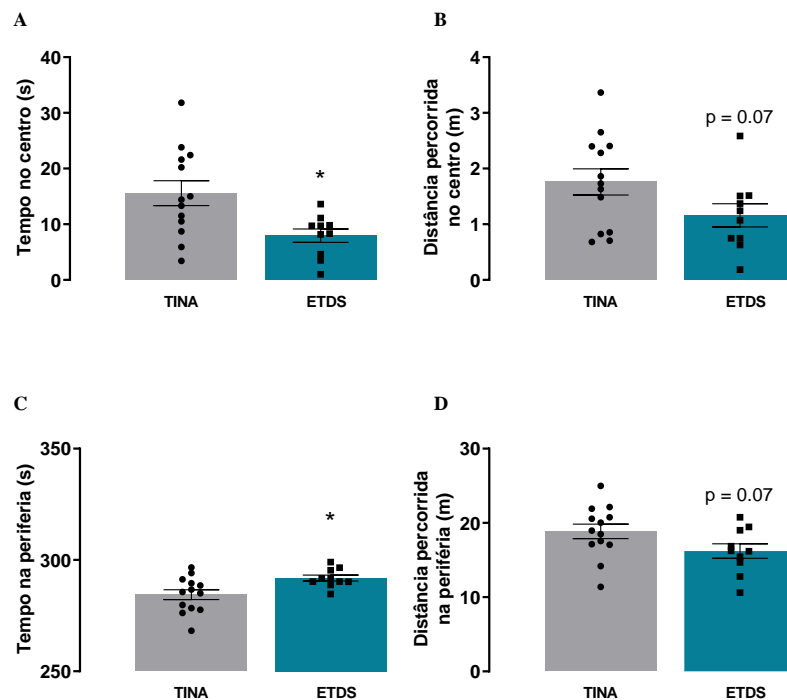 A
Tempo no centro (s)
40
30
20
10
0
*
TINA
ETDS
B
Distância percorrida
no centro (m)
4
3
2
1
0
p = 0.07
TINA
ETDS
C
Tempo na periferia (s)
350
300
250
*
TINA
ETDS
D
Distância percorrida
na periféria (m)
30
20
10
0
p = 0.07
TINA
ETDS